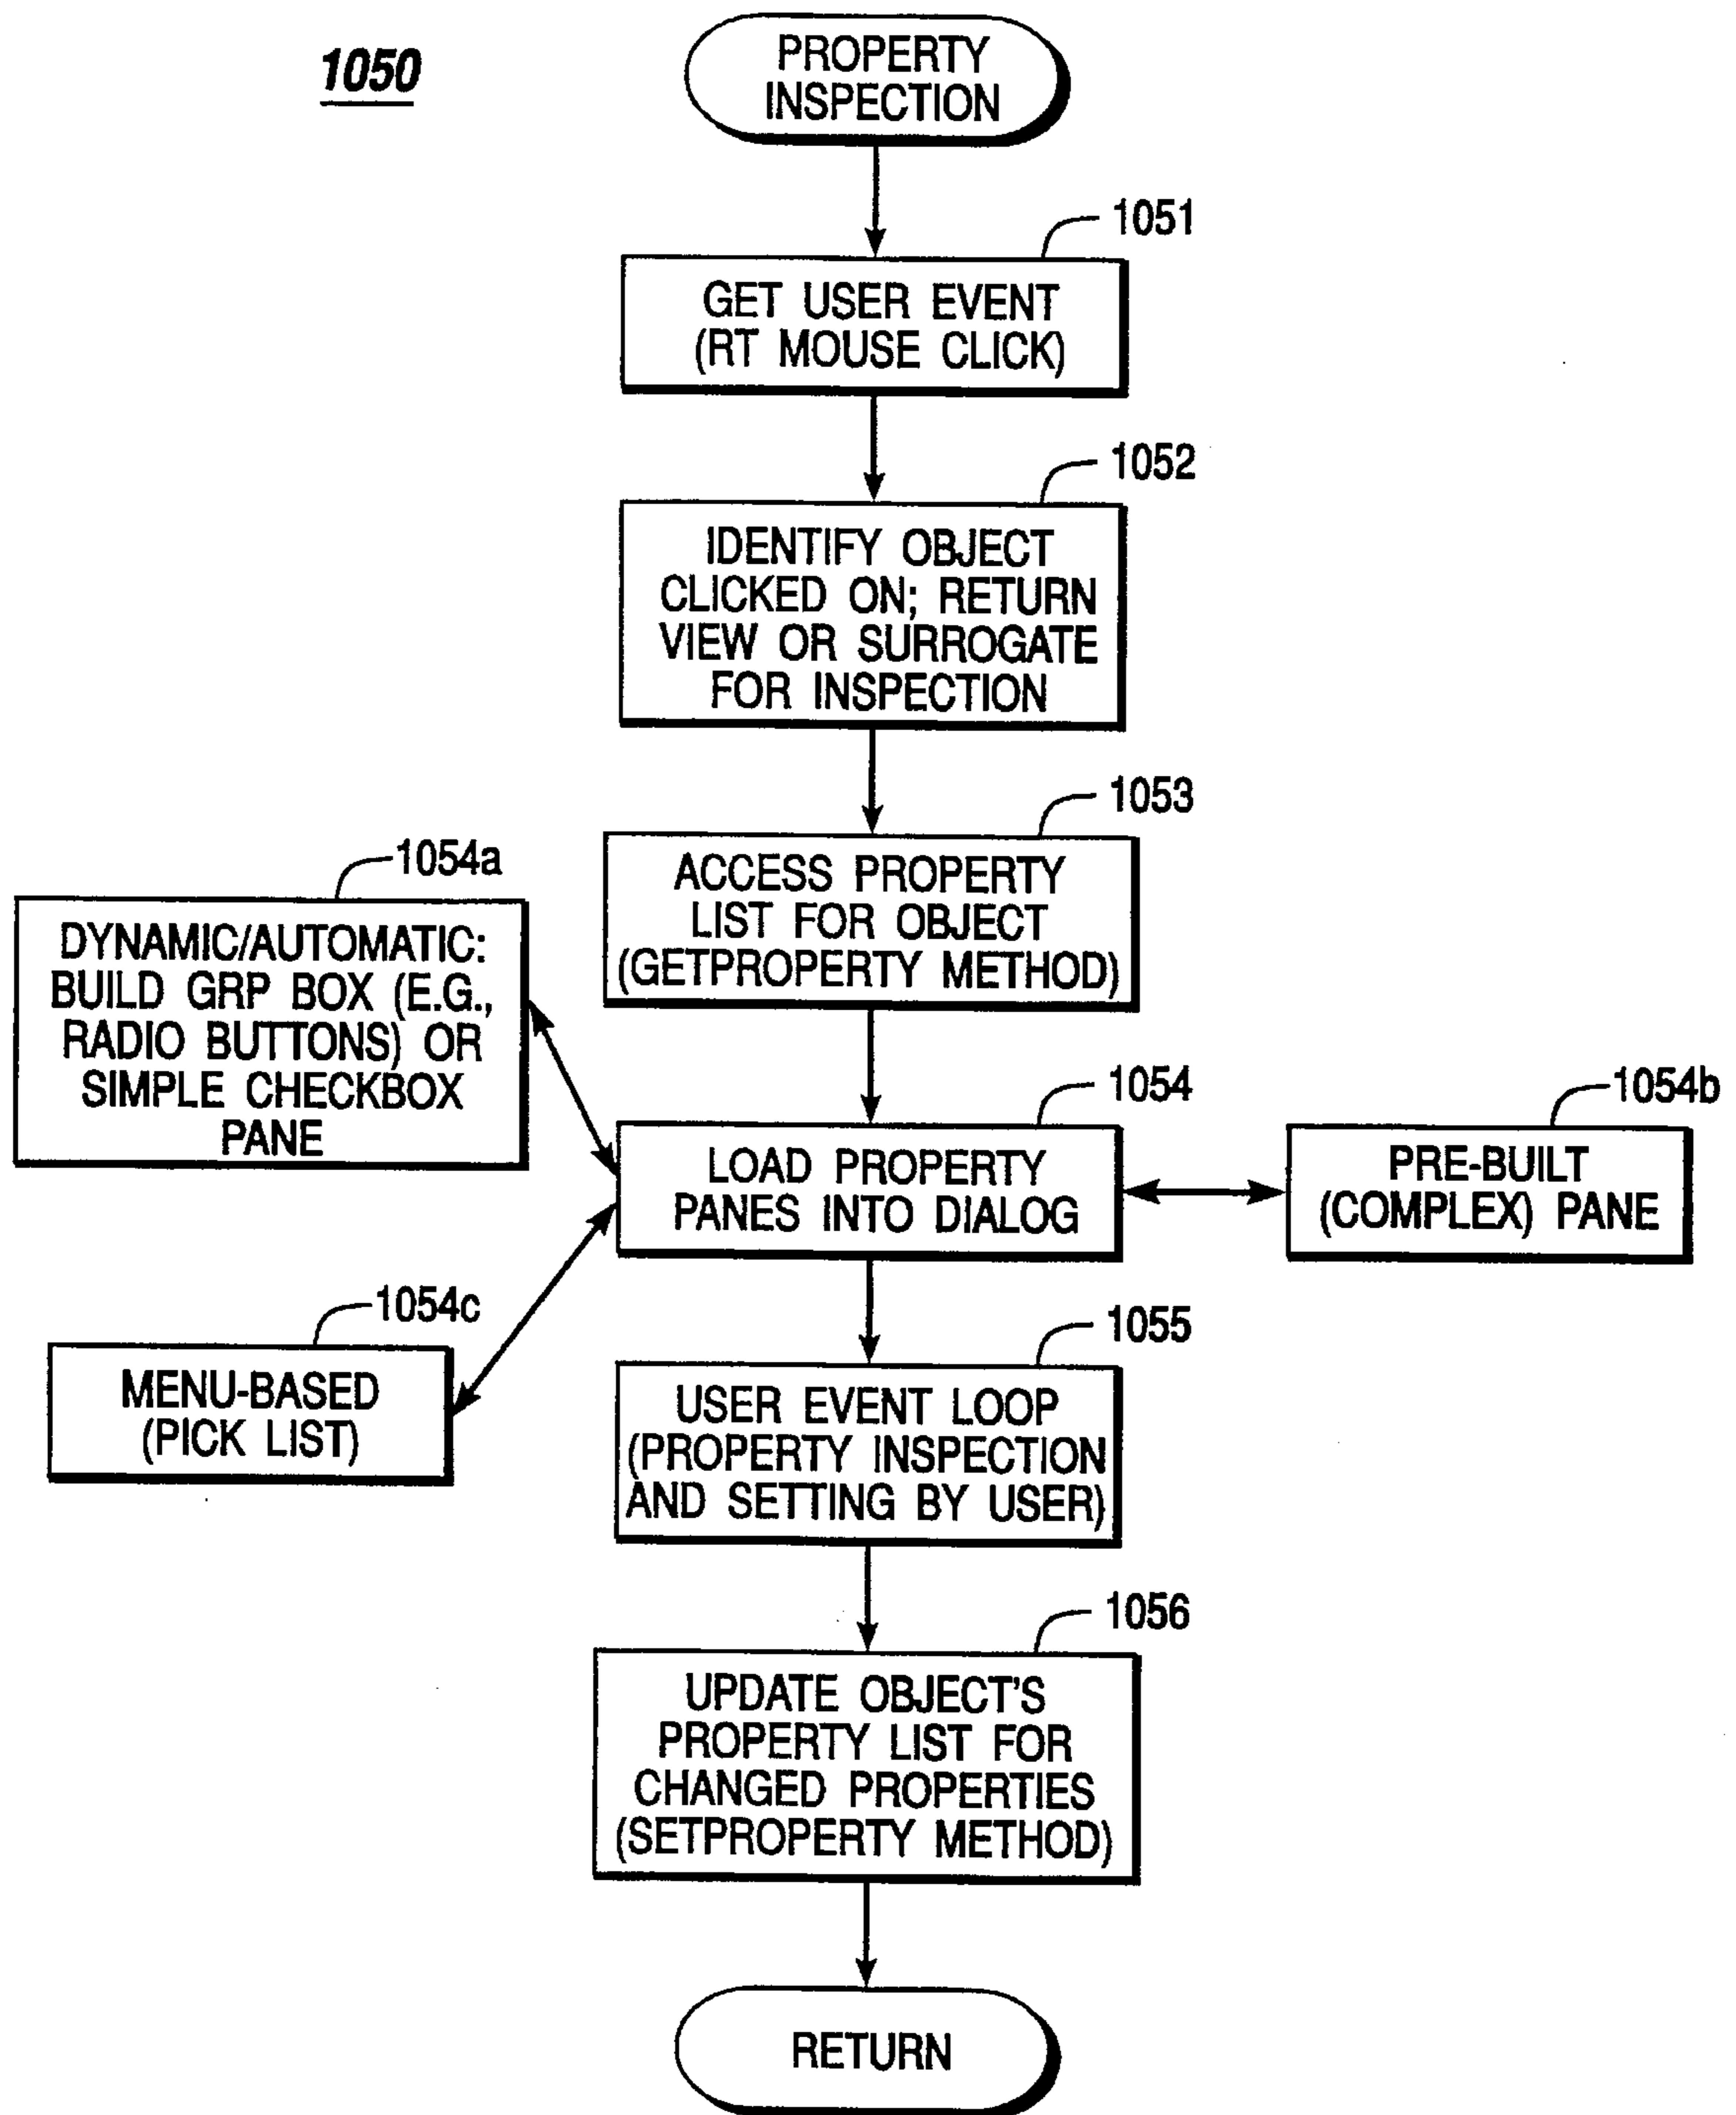 1050
PROPERTY
INSPECTION
1051
GET USER EVENT
(RT MOUSE CLICK)
1052
IDENTIFY OBJECT
CLICKED ON; RETURN
VIEW OR SURROGATE
FOR INSPECTION
1053
ACCESS PROPERTY
LIST FOR OBJECT
(GETPROPERTY METHOD)
1054a
DYNAMIC/AUTOMATIC:
BUILD GRP BOX (E.G.,
RADIO BUTTONS) OR
SIMPLE CHECKBOX
PANE
1054
LOAD PROPERTY
PANES INTO DIALOG
1054b
PRE-BUILT
(COMPLEX) PANE
1054c
MENU-BASED
(PICK LIST)
1055
USER EVENT LOOP
(PROPERTY INSPECTION
AND SETTING BY USER)
1056
UPDATE OBJECT'S
PROPERTY LIST FOR
CHANGED PROPERTIES
(SETPROPERTY METHOD)
RETURN